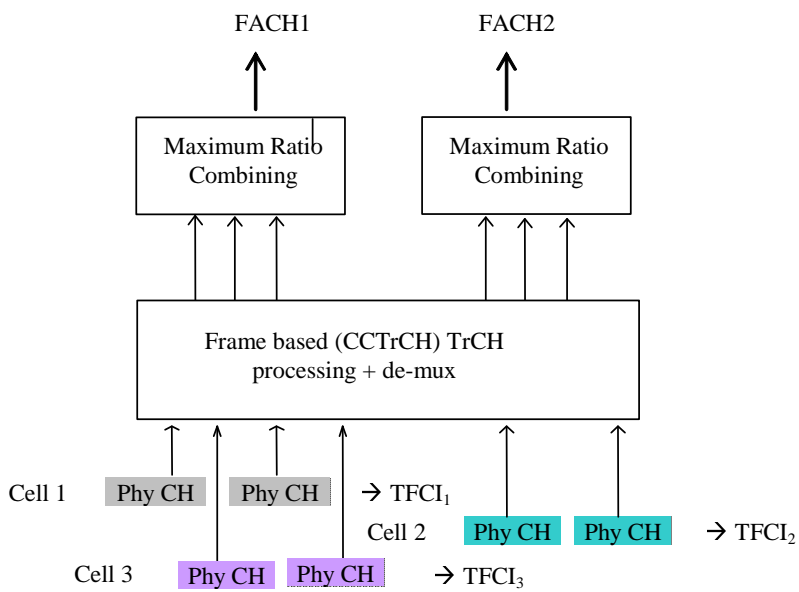 FACH1 FACH2
Maximum Ratio
Combining
Maximum Ratio
Combining
Frame based (CCTrCH) TrCH
processing + de-mux
Cell 1 Phy CH Phy CH → TFCI₁
Cell 2 Phy CH Phy CH → TFCI₂
Cell 3 Phy CH Phy CH → TFCI₃